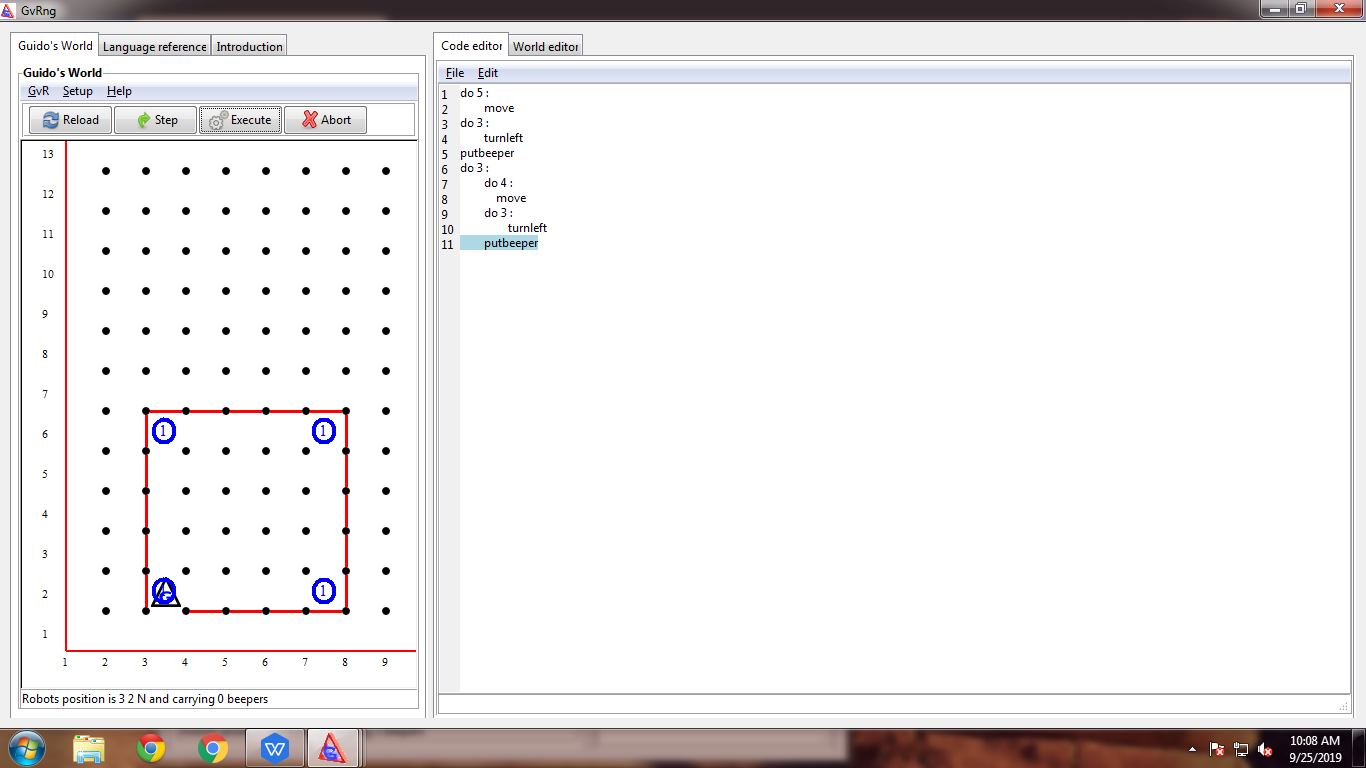 GvRng
Guido's World Language reference Introduction
Guido's World
GvR Setup Help
Reload Step Execute Abort
13
12
11
10
9
8
7
6
5
4
3
2
1
1 1
G 1
1 2 3 4 5 6 7 8 9
Robots position is 3 2 N and carrying 0 beepers
Code editor World editor
File Edit
1 do 5 :
2 move
3 do 3 :
4 turnleft
5 putbeeper
6 do 3 :
7 do 4 :
8 move
9 do 3 :
10 turnleft
11 putbeeper
10:08 AM
9/25/2019